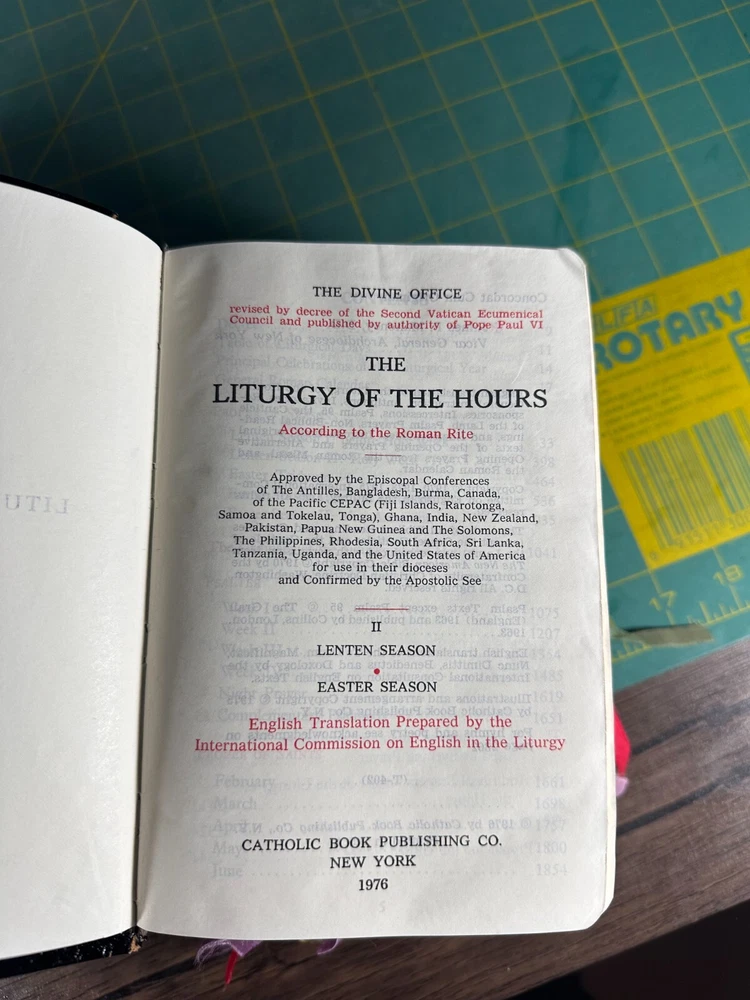 THE DIVINE OFFICE
revised by decree of the Second Vatican Ecumenical
Council and published by authority of Pope Paul VI
THE
LITURGY OF THE HOURS
According to the Roman Rite
Approved by the Episcopal Conferences
of The Antilles, Bangladesh, Burma, Canada,
of the Pacific CEPAC (Fiji Islands, Rarotonga,
Samoa and Tokelau, Tonga), Ghana, India, New Zealand,
Pakistan, Papua New Guinea and The Solomons,
The Philippines, Rhodesia, South Africa, Sri Lanka,
Tanzania, Uganda, and the United States of America
for use in their dioceses
and Confirmed by the Apostolic See
II
LENTEN SEASON
EASTER SEASON
English Translation Prepared by the
International Commission on English in the Liturgy
CATHOLIC BOOK PUBLISHING CO.
NEW YORK
1976
ROTARY
17
18